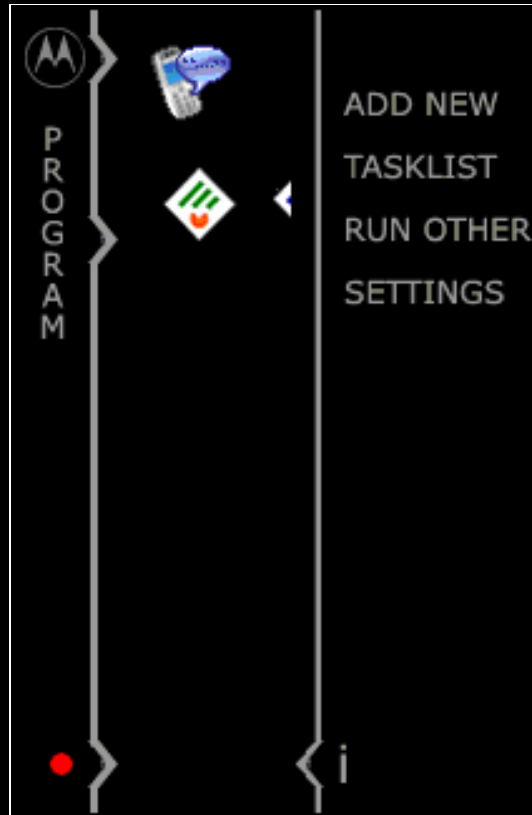 PROGRAM
ADD NEW
TASKLIST
RUN OTHER
SETTINGS
i